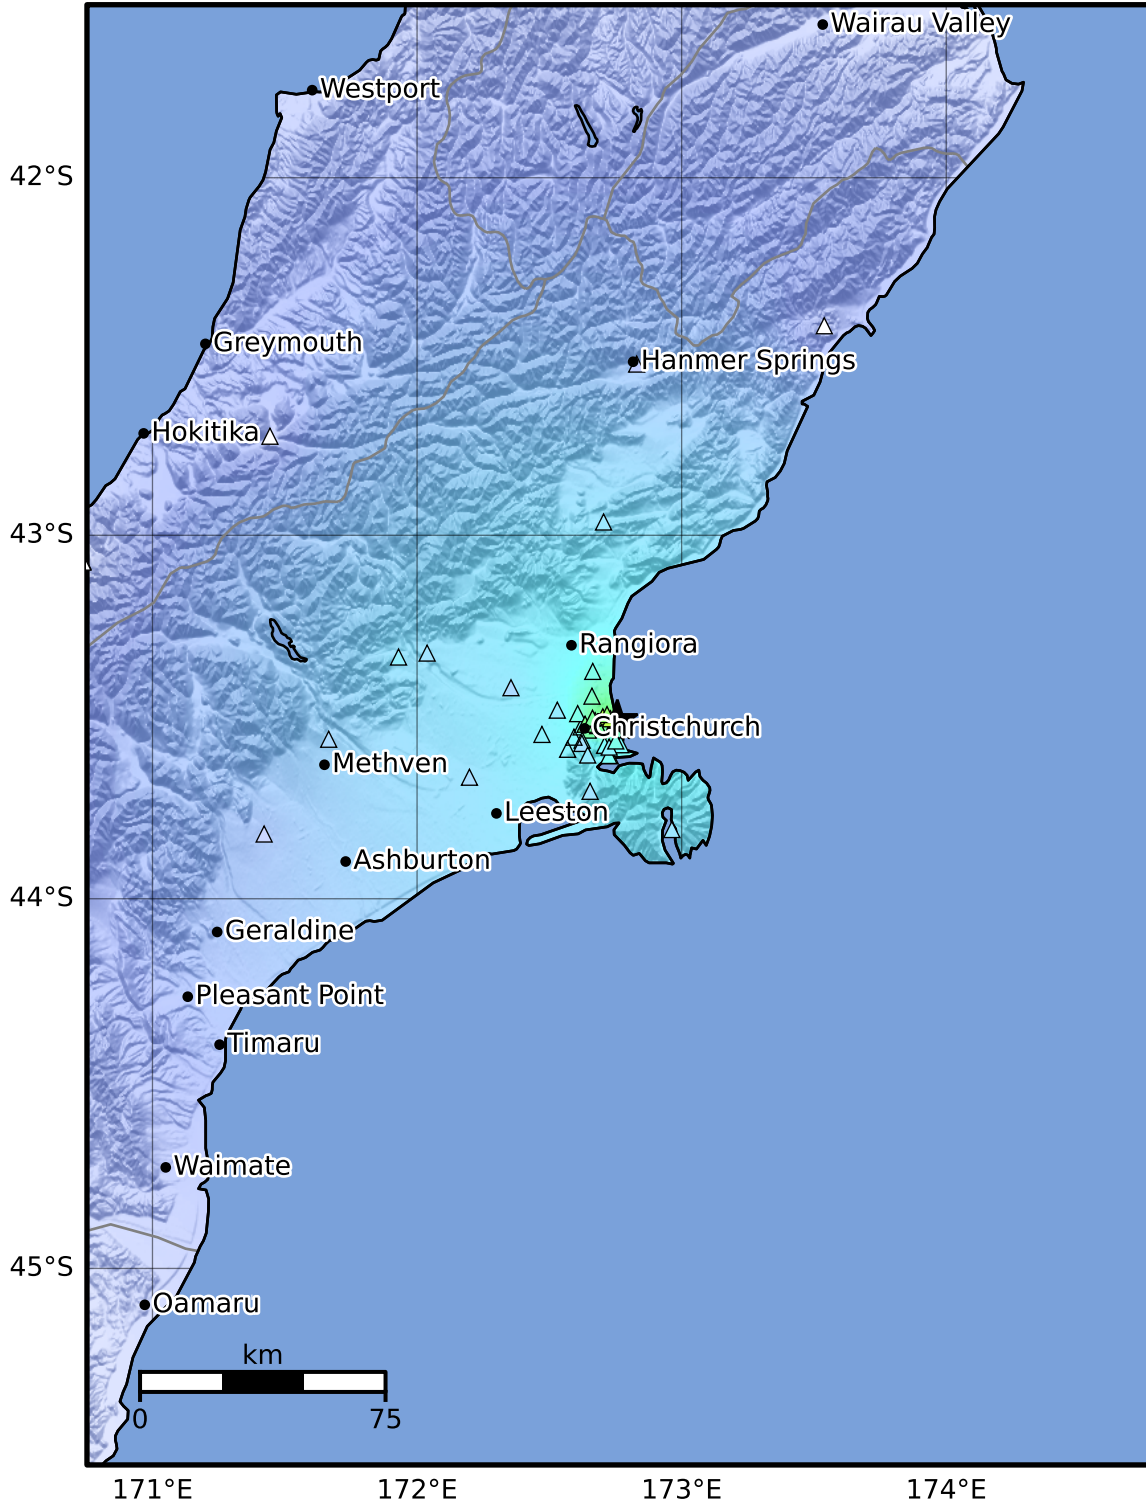 Wairau Valley
Westport
42°S
Greymouth
Hanmer Springs
Hokitika
43°S
Rangiora
Christchurch
Methven
Leeston
Ashburton
44°S
Geraldine
Pleasant Point
Timaru
Waimate
45°S
Oamaru
km
0 75
171°E 172°E 173°E 174°E